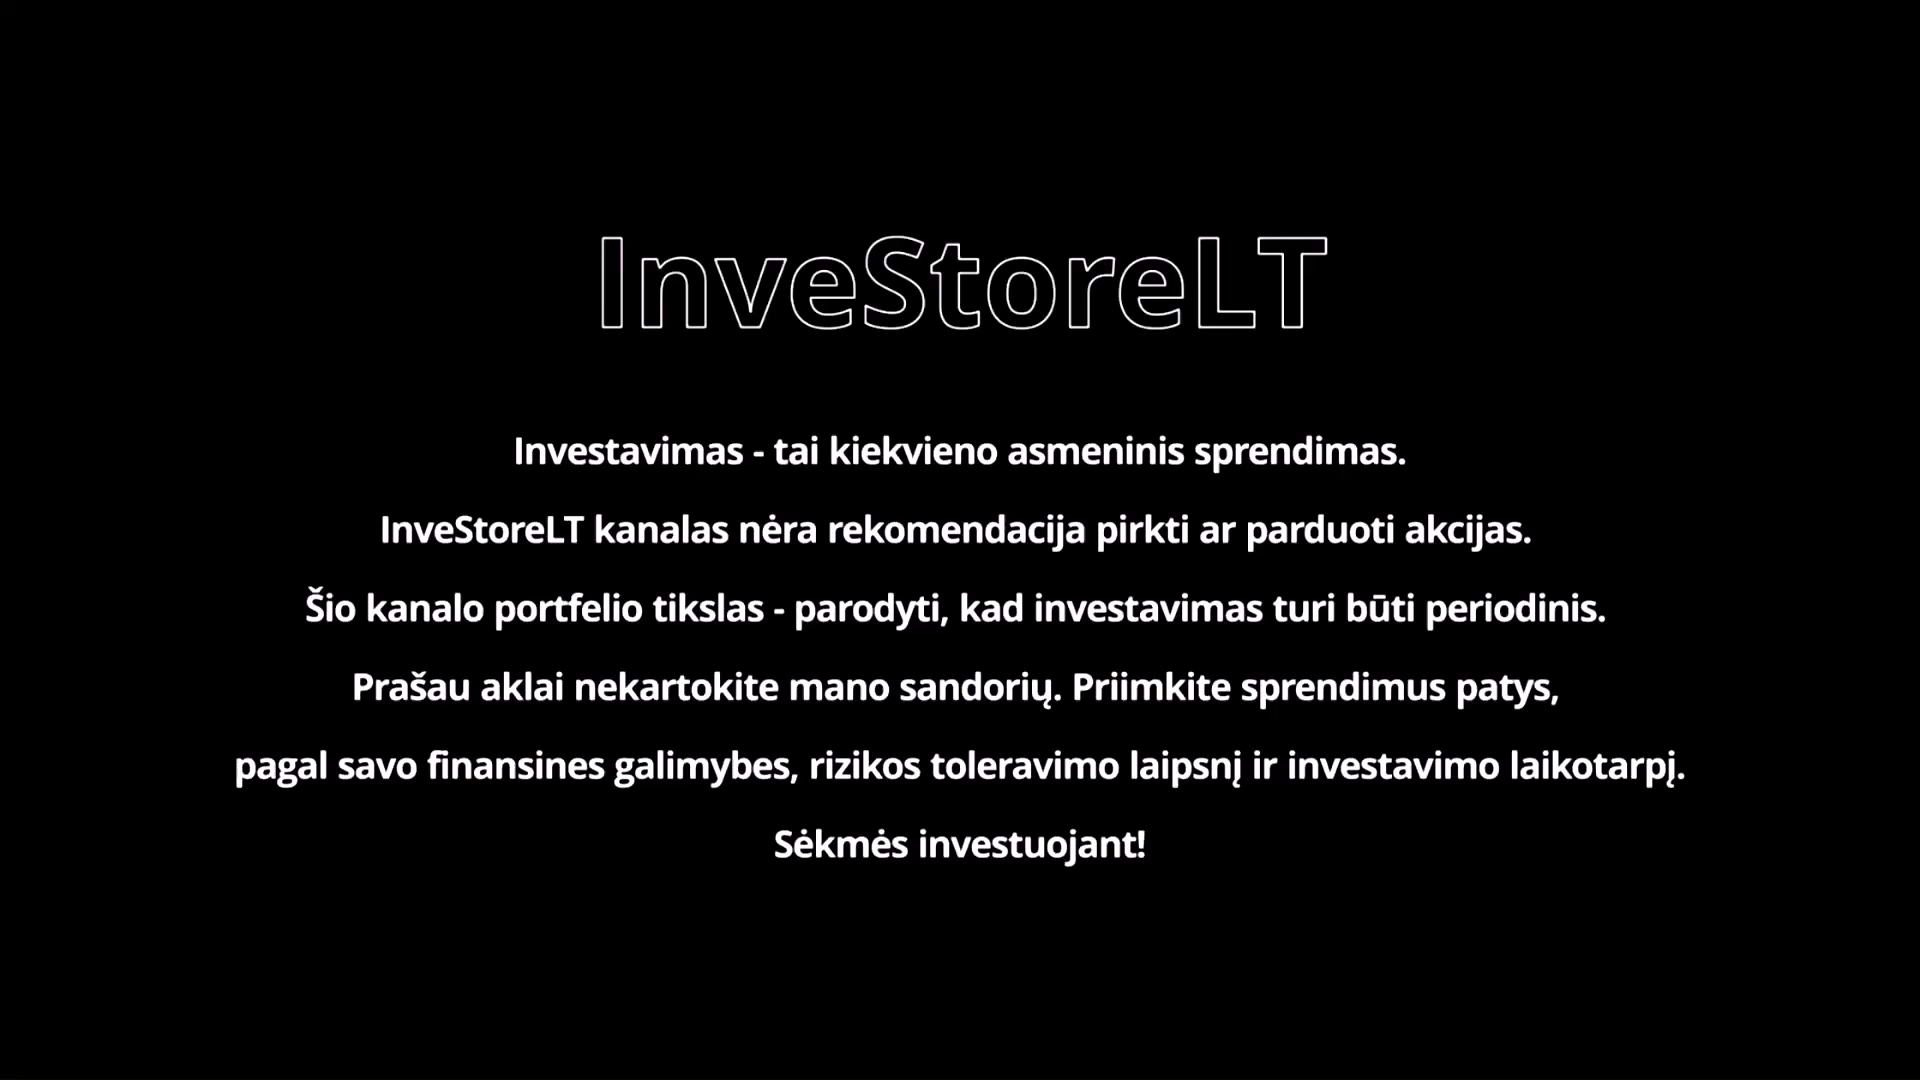 InveStoreLT
Investavimas - tai kiekvieno asmeninis sprendimas.
InveStoreLT kanalas nėra rekomendacija pirkti ar parduoti akcijas.
Šio kanalo portfelio tikslas - parodyti, kad investavimas turi būti periodinis.
Prašau aklai nekartokite mano sandorių. Priimkite sprendimus patys,
pagal savo finansines galimybes, rizikos toleravimo laipsnį ir investavimo laikotarpį.
Sėkmės investuojant!